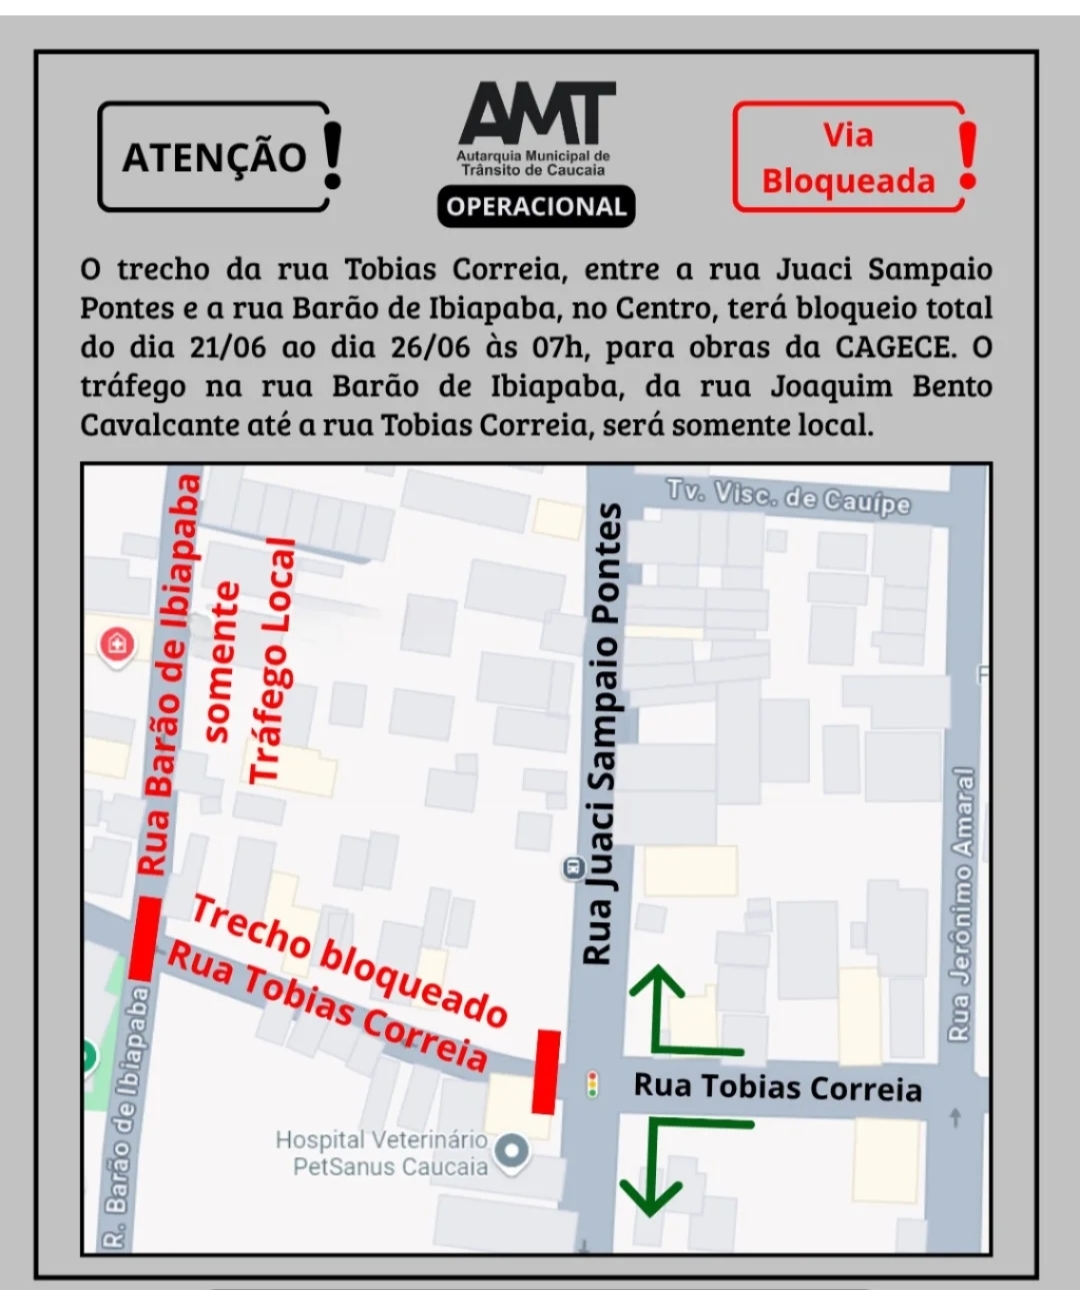 ATENÇÃO!
AMT
Autarquia Municipal de
Trânsito de Caucaia
OPERACIONAL
Via
Bloqueada!
O trecho da rua Tobias Correia, entre a rua Juaci Sampaio
Pontes e a rua Barão de Ibiapaba, no Centro, terá bloqueio total
do dia 21/06 ao dia 26/06 às 07h, para obras da CAGECE. O
tráfego na rua Barão de Ibiapaba, da rua Joaquim Bento
Cavalcante até a rua Tobias Correia, será somente local.
Tv. Visc. de Cauípe
Rua Barão de Ibiapaba
somente
Tráfego Local
Rua Juaci Sampaio Pontes
Rua Jerônimo Amaral
Trecho bloqueado
Rua Tobias Correia
Rua Tobias Correia
R. Barão de Ibiapaba
Hospital Veterinário
PetSanus Caucaia